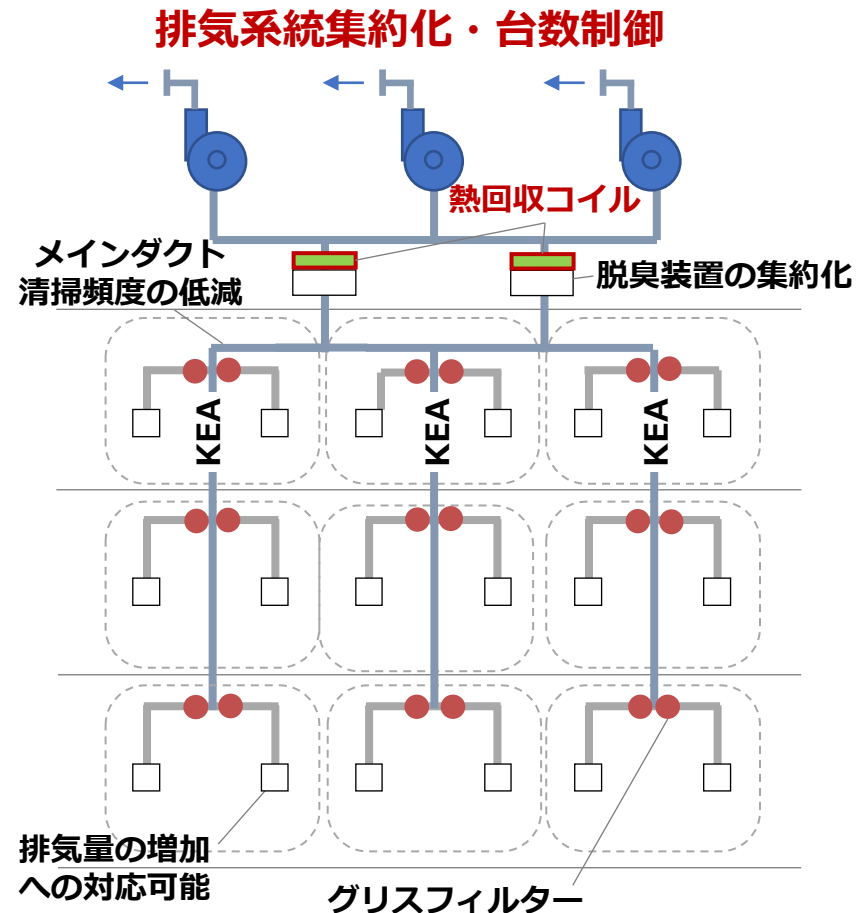 排気系統集約化・台数制御
熱回収コイル
メインダクト
清掃頻度の低減
脱臭装置の集約化
KEA
KEA
KEA
排気量の増加
への対応可能
グリスフィルター